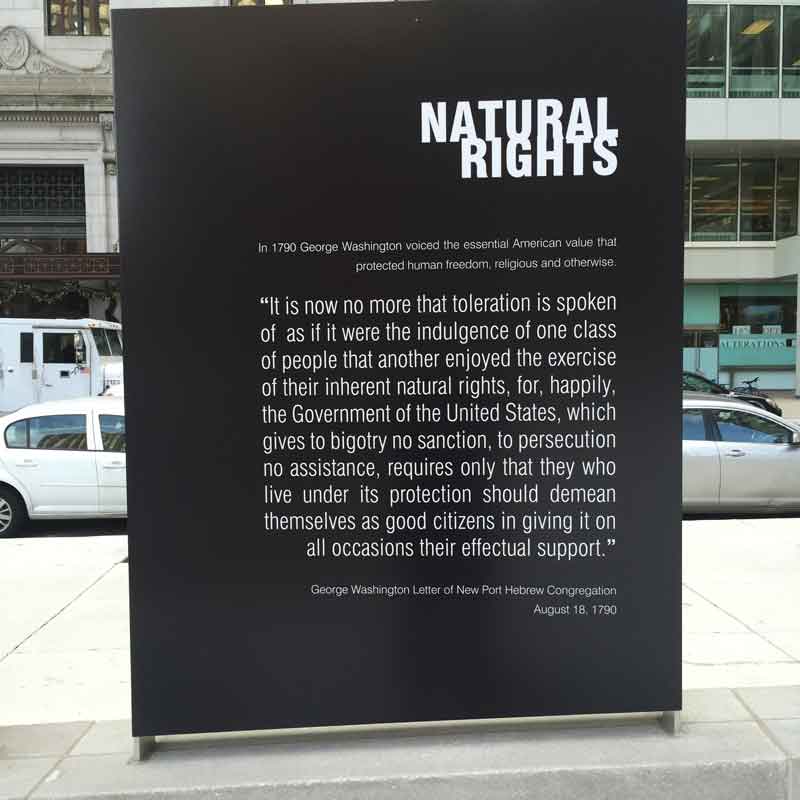 NATURAL
RIGHTS
In 1790 George Washington voiced the essential American value that
protected human freedom, religious and otherwise.
“It is now no more that toleration is spoken
of as if it were the indulgence of one class
of people that another enjoyed the exercise
of their inherent natural rights, for, happily,
the Government of the United States, which
gives to bigotry no sanction, to persecution
no assistance, requires only that they who
live under its protection should demean
themselves as good citizens in giving it on
all occasions their effectual support.”
George Washington Letter of New Port Hebrew Congregation
August 18, 1790
ALTERATIONS